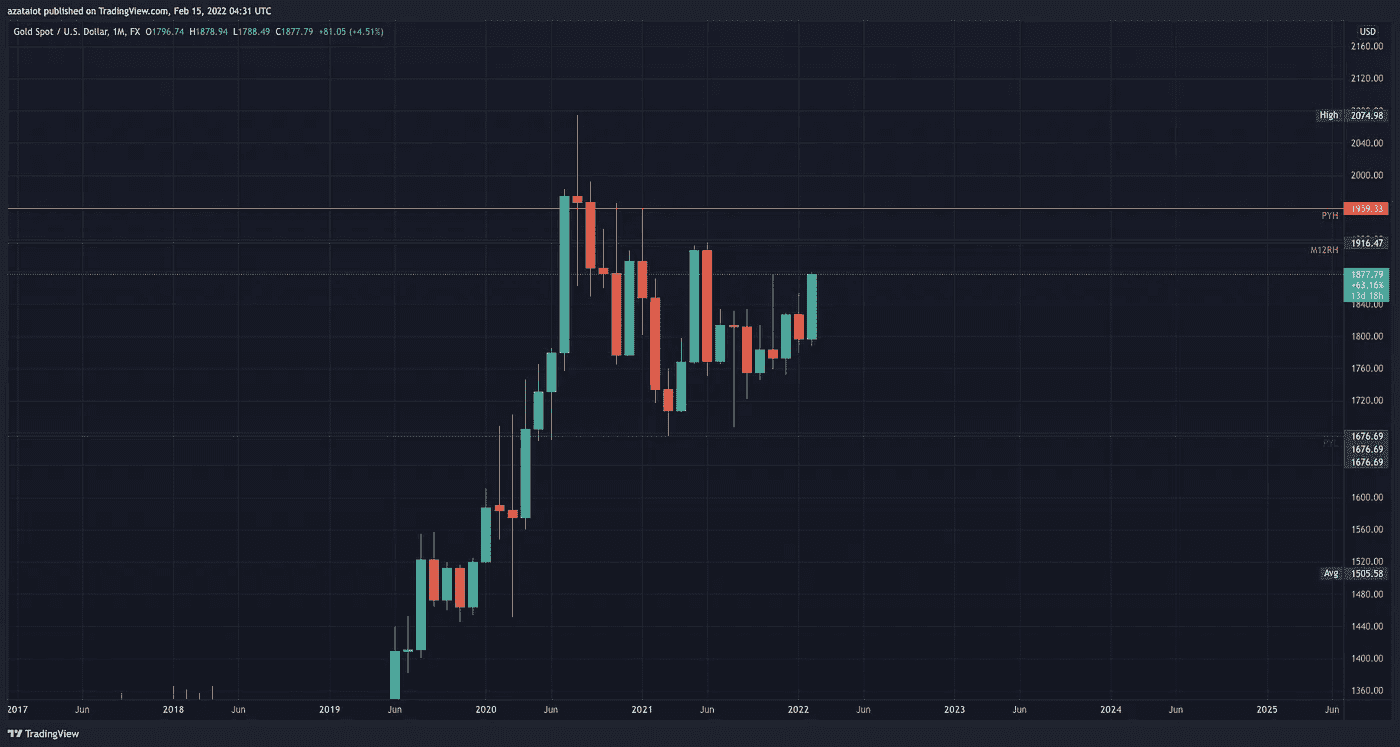 azataiot published on TradingView.com, Feb 15, 2022 04:31 UTC
Gold Spot / U.S. Dollar, 1M, FX O1796.74 H1878.94 L1788.49 C1877.79 +81.05 (+4.51%)
USD
2160.00
2120.00
High 2074.98
2040.00
2000.00
1959.33
PYH
1916.47
M12RH
1877.79
+63.16%
13d 18h
1840.00
1800.00
1760.00
1720.00
1676.69
1676.69
1676.69
1600.00
1560.00
1520.00
Avg 1505.58
1480.00
1440.00
1400.00
1360.00
2017 Jun 2018 Jun 2019 Jun 2020 Jun 2021 Jun 2022 Jun 2023 Jun 2024 Jun 2025 Jun
TradingView